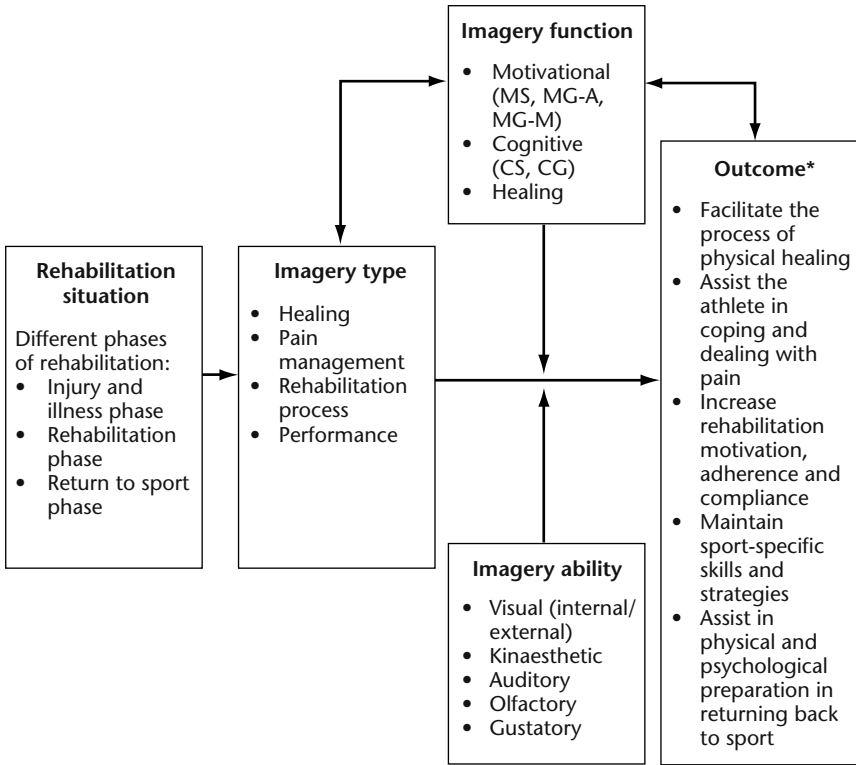 Imagery function
• Motivational
(MS, MG-A,
MG-M)
• Cognitive
(CS, CG)
• Healing
Rehabilitation
situation
Different phases
of rehabilitation:
• Injury and
illness phase
• Rehabilitation
phase
• Return to sport
phase
Imagery type
• Healing
• Pain
management
• Rehabilitation
process
• Performance
Imagery ability
• Visual (internal/
external)
• Kinaesthetic
• Auditory
• Olfactory
• Gustatory
Outcome*
• Facilitate the
process of
physical healing
• Assist the
athlete in
coping and
dealing with
pain
• Increase
rehabilitation
motivation,
adherence and
compliance
• Maintain
sport-specific
skills and
strategies
• Assist in
physical and
psychological
preparation in
returning back
to sport